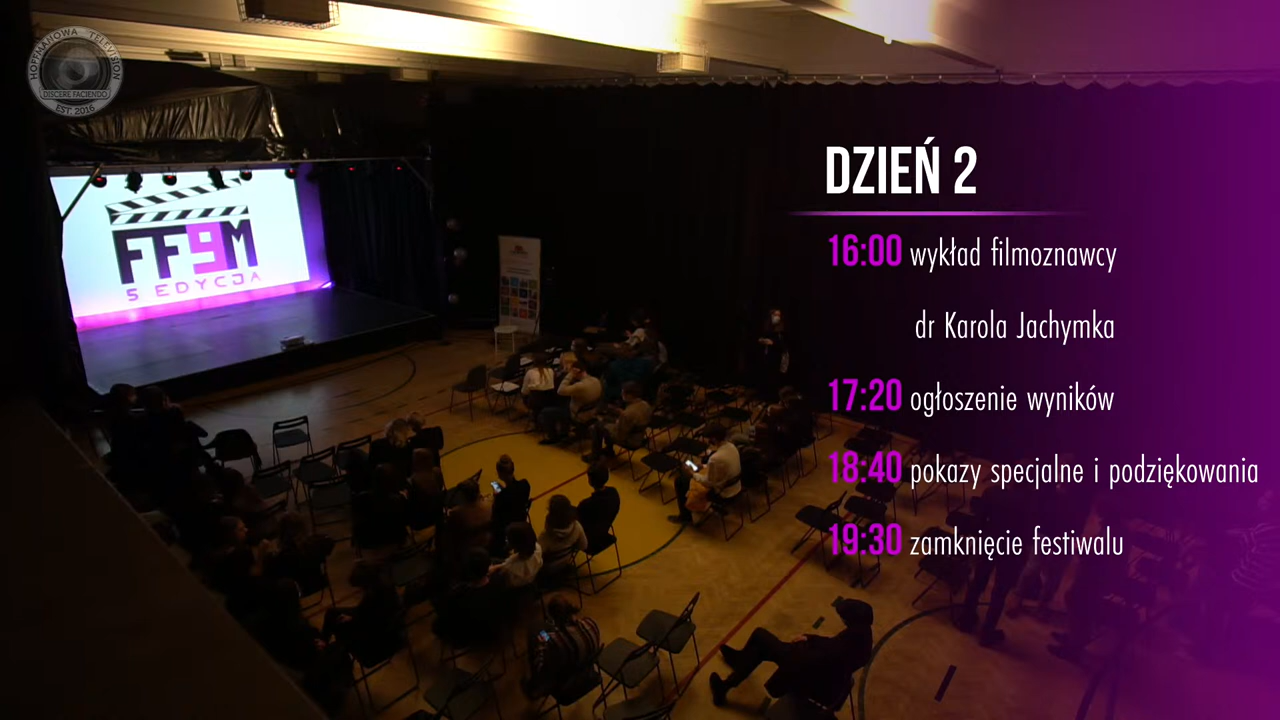 HOFFMANOWA TELEVISION
DISCERE FACIENDO
EST. 2016
FF9M
5 EDYCJA
DZIEŃ 2
16:00 wykład filmoznawcy
dr Karola Jachymka
17:20 ogłoszenie wyników
18:40 pokazy specjalne i podziękowania
19:30 zamknięcie festiwalu